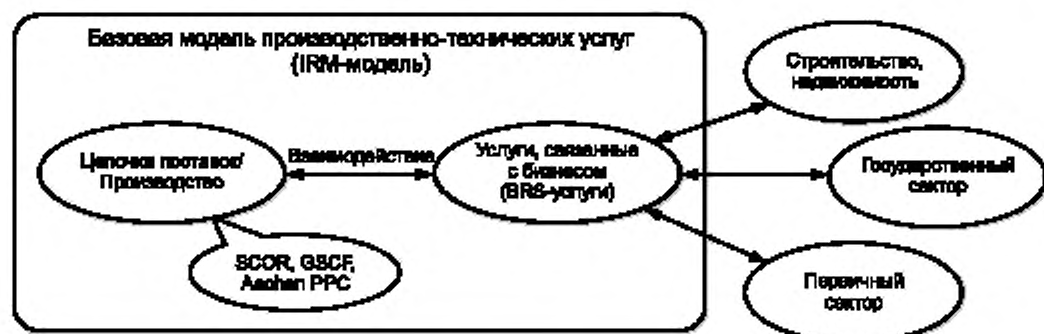 Базовая модель производственно-технических услуг
(IRM-модель)
Строительство,
недвижимость
Цепочка поставок/
Производство
Взаимодействие
Услуги, связанные
с бизнесом
(BRS-услуги)
Государственный
сектор
SCOR, GSCF,
Aachen PPC
Первичный
сектор